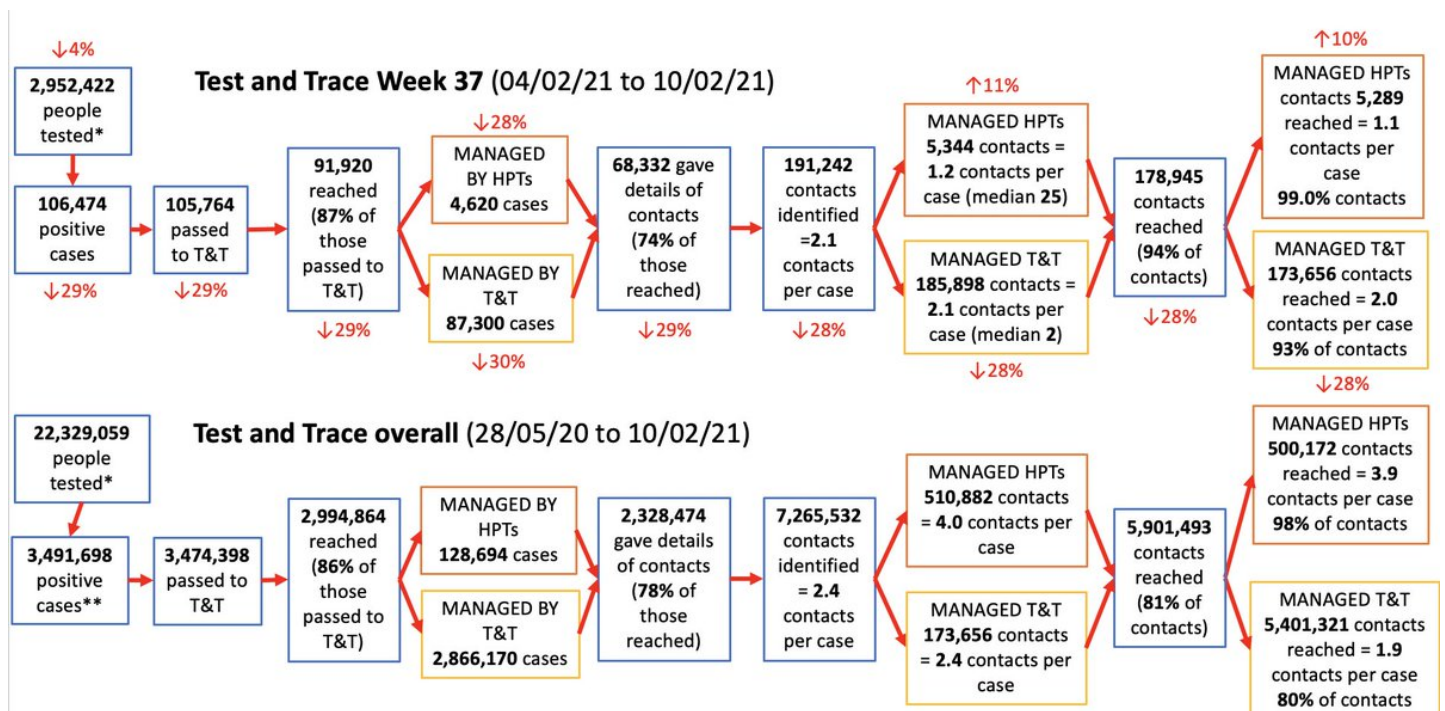 ↓4%
2,952,422
people
tested*
106,474
positive
cases
↓29%
Test and Trace Week 37 (04/02/21 to 10/02/21)
105,764
passed
to T&T
↓29%
91,920
reached
(87% of
those
passed to
T&T)
↓29%
↓28%
MANAGED
BY HPTs
4,620 cases
MANAGED BY
T&T
87,300 cases
↓30%
68,332 gave
details of
contacts
(74% of
those
reached)
↓29%
191,242
contacts
identified
=2.1
contacts
per case
↓28%
↑11%
MANAGED HPTs
5,344 contacts =
1.2 contacts per
case (median 25)
MANAGED T&T
185,898 contacts =
2.1 contacts per
case (median 2)
↓28%
178,945
contacts
reached
(94% of
contacts)
↓28%
↑10%
MANAGED HPTs
contacts 5,289
reached = 1.1
contacts per
case
99.0% contacts
MANAGED T&T
173,656 contacts
reached = 2.0
contacts per case
93% of contacts
↓28%
Test and Trace overall (28/05/20 to 10/02/21)
22,329,059
people
tested*
3,491,698
positive
cases**
3,474,398
passed to
T&T
2,994,864
reached
(86% of
those
passed to
T&T)
MANAGED BY
HPTs
128,694 cases
MANAGED BY
T&T
2,866,170 cases
2,328,474
gave details
of contacts
(78% of
those
reached)
7,265,532
contacts
identified
= 2.4
contacts
per case
MANAGED HPTs
510,882 contacts
= 4.0 contacts per
case
MANAGED T&T
173,656 contacts
= 2.4 contacts per
case
5,901,493
contacts
reached
(81% of
contacts)
MANAGED HPTs
500,172 contacts
reached = 3.9
contacts per case
98% of contacts
MANAGED T&T
5,401,321 contacts
reached = 1.9
contacts per case
80% of contacts